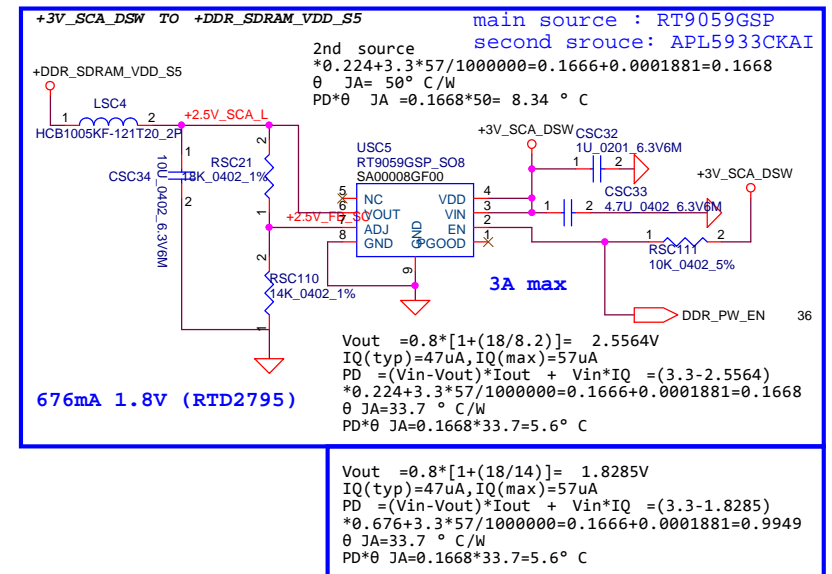 +3V_SCA_DSW TO +DDR_SDRAM_VDD_S5
main source : RT9059GSP
second srouce: APL5933CKAI
2nd source
*0.224+3.3*57/1000000=0.1666+0.0001881=0.1668
θ JA= 50° C/W
PD*θ JA =0.1668*50= 8.34 ° C
+DDR_SDRAM_VDD_S5
LSC4
1 2
HCB1005KF-121T20_2P
+2.5V_SCA_L
CSC34
1
2
10U_0402_6.3V6M
RSC21
18K_0402_1%
2
1
+2.5V_FB_SC
RSC110
14K_0402_1%
2
1
USC5
RT9059GSP_SO8
SA00008GF00
5 NC VDD 4
6 VOUT VIN 3
7 ADJ EN 2
8 GND PGOOD 1
GND
9
+3V_SCA_DSW
CSC32
1U_0201_6.3V6M
1 2
CSC33
1 2
4.7U_0402_6.3V6M
+3V_SCA_DSW
1 2
RSC111
10K_0402_5%
3A max
DDR_PW_EN 36
Vout =0.8*[1+(18/8.2)]= 2.5564V
IQ(typ)=47uA,IQ(max)=57uA
PD =(Vin-Vout)*Iout + Vin*IQ =(3.3-2.5564)
*0.224+3.3*57/1000000=0.1666+0.0001881=0.1668
θ JA=33.7 ° C/W
PD*θ JA=0.1668*33.7=5.6° C
676mA 1.8V (RTD2795)
Vout =0.8*[1+(18/14)]= 1.8285V
IQ(typ)=47uA,IQ(max)=57uA
PD =(Vin-Vout)*Iout + Vin*IQ =(3.3-1.8285)
*0.676+3.3*57/1000000=0.1666+0.0001881=0.9949
θ JA=33.7 ° C/W
PD*θ JA=0.1668*33.7=5.6° C